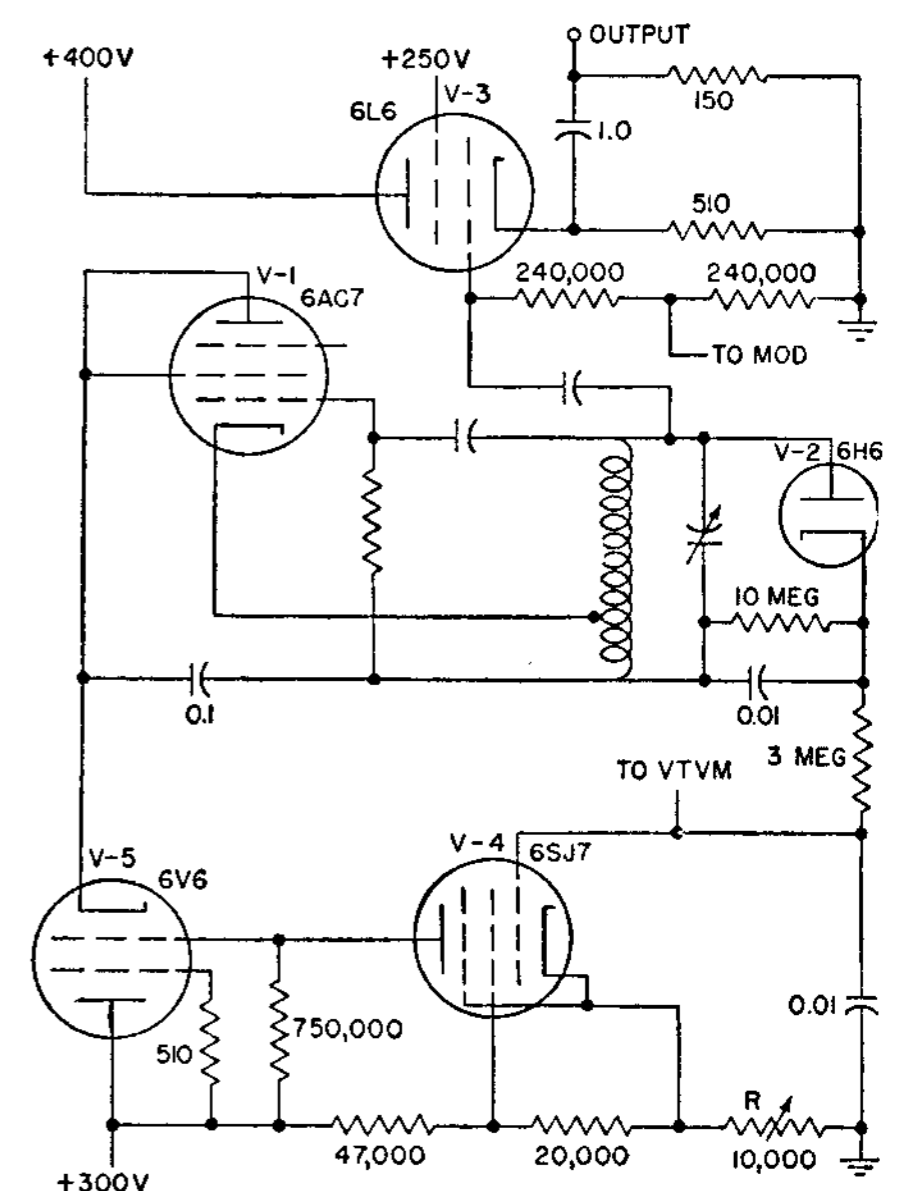 OUTPUT
+400V
+250V
V-3
6L6
150
1.0
510
V-1
6AC7
240,000
240,000
TO MOD
V-2
6H6
10 MEG
0.1
0.01
3 MEG
TO VTVM
V-4
6SJ7
V-5
6V6
510
750,000
0.01
R
47,000
20,000
10,000
+300V